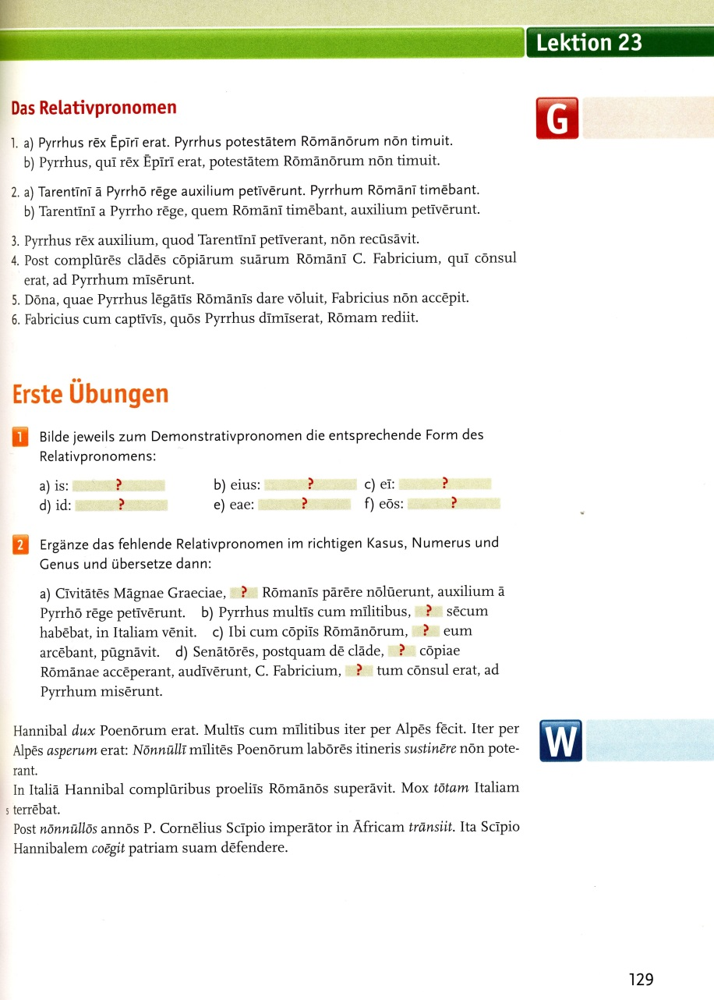 Lektion 23
Das Relativpronomen
G
1. a) Pyrrhus rēx Ēpīrī erat. Pyrrhus potestātem Rōmānōrum nōn timuit.
b) Pyrrhus, quī rēx Ēpīrī erat, potestātem Rōmānōrum nōn timuit.
2. a) Tarentīnī ā Pyrrhō rēge auxilium petīvērunt. Pyrrhum Rōmānī timēbant.
b) Tarentīnī a Pyrrho rēge, quem Rōmānī timēbant, auxilium petīvērunt.
3. Pyrrhus rēx auxilium, quod Tarentīnī petīverant, nōn recūsāvit.
4. Post complūrēs clādēs cōpiārum suārum Rōmānī C. Fabricium, quī cōnsul
erat, ad Pyrrhum mīsērunt.
5. Dōna, quae Pyrrhus lēgātīs Rōmānīs dare vōluit, Fabricius nōn accēpit.
6. Fabricius cum captīvīs, quōs Pyrrhus dīmīserat, Rōmam rediit.
Erste Übungen
1 Bilde jeweils zum Demonstrativpronomen die entsprechende Form des
Relativpronomens:
a) is: ? b) eius: ? c) eī: ?
d) id: ? e) eae: ? f) eōs: ?
2 Ergänze das fehlende Relativpronomen im richtigen Kasus, Numerus und
Genus und übersetze dann:
a) Cīvitātēs Māgnae Graeciae, ? Rōmanīs pārēre nōlūerunt, auxilium ā
Pyrrhō rēge petīvērunt. b) Pyrrhus multīs cum mīlitibus, ? sēcum
habēbat, in Italiam vēnit. c) Ibi cum cōpiīs Rōmānōrum, ? eum
arcēbant, pūgnāvit. d) Senātōrēs, postquam dē clāde, ? cōpiae
Rōmānae accēperant, audīvērunt, C. Fabricium, ? tum cōnsul erat, ad
Pyrrhum misērunt.
W
Hannibal dux Poenōrum erat. Multīs cum mīlitibus iter per Alpēs fēcit. Iter per
Alpēs asperum erat: Nōnnūllī mīlitēs Poenōrum labōrēs itineris sustinēre nōn pote-
rant.
In Italiā Hannibal complūribus proeliīs Rōmānōs superāvit. Mox tōtam Italiam
5 terrēbat.
Post nōnnūllōs annōs P. Cornēlius Scīpio imperātor in Āfricam trānsiit. Ita Scīpio
Hannibalem coēgit patriam suam dēfendere.
129